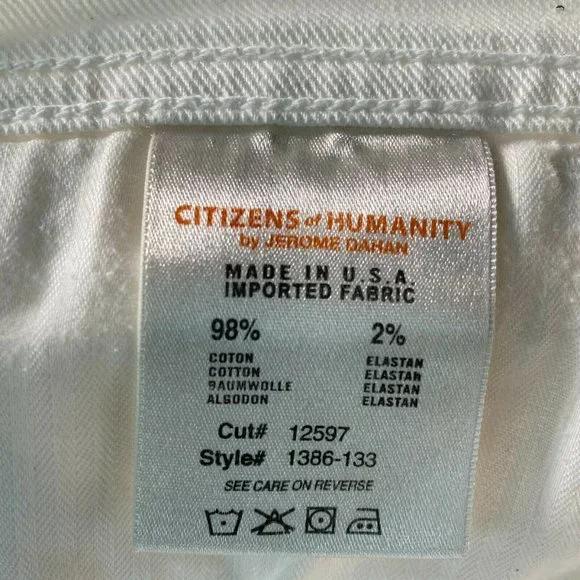 CITIZENS of HUMANITY
by JEROME DAHAN
MADE IN U.S.A.
IMPORTED FABRIC
98% 2%
COTON ELASTAN
COTTON ELASTAN
BAUMWOLLE ELASTAN
ALGODON ELASTAN
Cut# 12597
Style# 1386-133
SEE CARE ON REVERSE